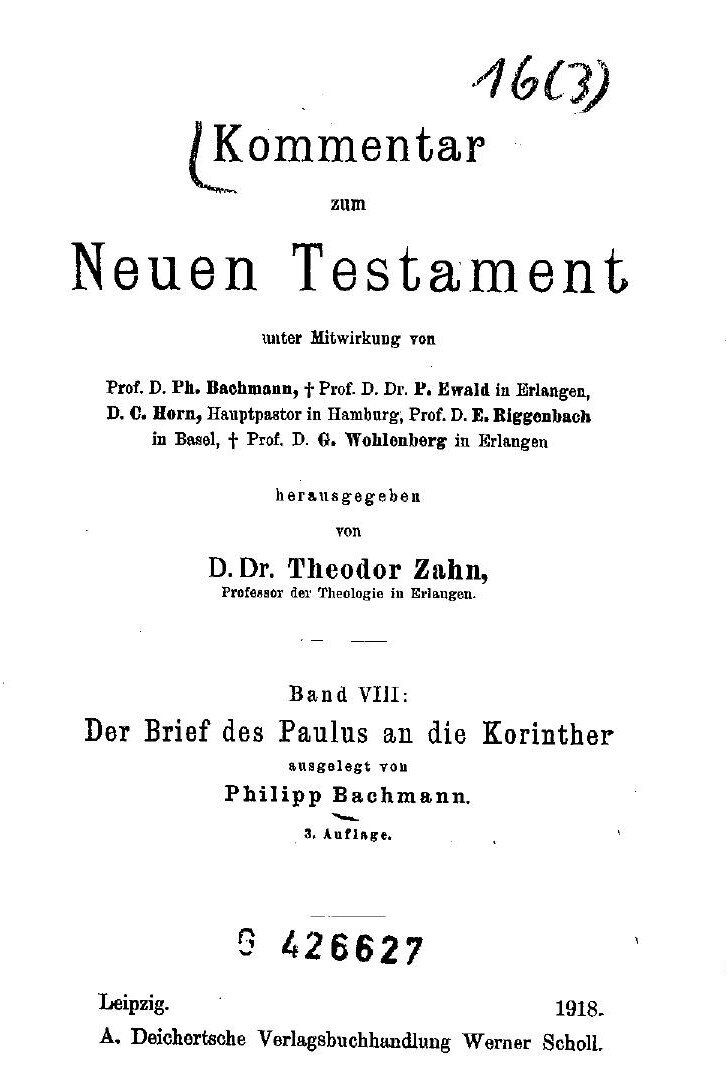 16(3)
Kommentar
zum
Neuen Testament
unter Mitwirkung von
Prof. D. Ph. Bachmann, † Prof. D. Dr. P. Ewald in Erlangen,
D. C. Horn, Hauptpastor in Hamburg, Prof. D. E. Riggenbach
in Basel, † Prof. D. G. Wohlenberg in Erlangen
herausgegeben
von
D. Dr. Theodor Zahn,
Professor der Theologie in Erlangen.
Band VIII:
Der Brief des Paulus an die Korinther
ausgelegt von
Philipp Bachmann.
3. Auflage.
G 426627
Leipzig. 1918.
A. Deichertsche Verlagsbuchhandlung Werner Scholl.